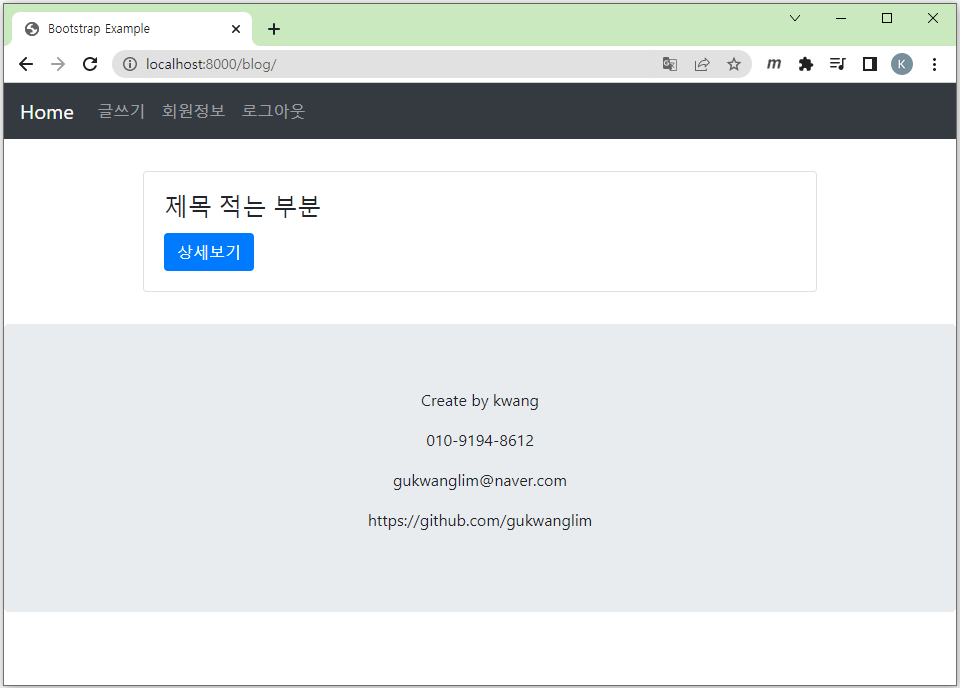 Bootstrap Example
localhost:8000/blog/
m
K
Home 글쓰기 회원정보 로그아웃
제목 적는 부분
상세보기
Create by kwang
010-9194-8612
gukwanglim@naver.com
https://github.com/gukwanglim